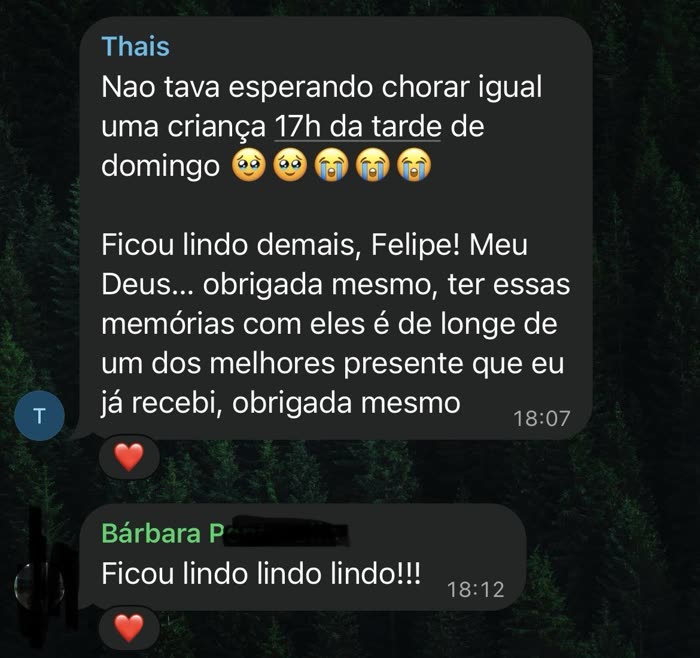 Thais
Nao tava esperando chorar igual
uma criança 17h da tarde de
domingo 🥹🥹😭😭😭
Ficou lindo demais, Felipe! Meu
Deus... obrigada mesmo, ter essas
memórias com eles é de longe de
um dos melhores presente que eu
já recebi, obrigada mesmo
18:07
T
Bárbara
Ficou lindo lindo lindo!!!
18:12